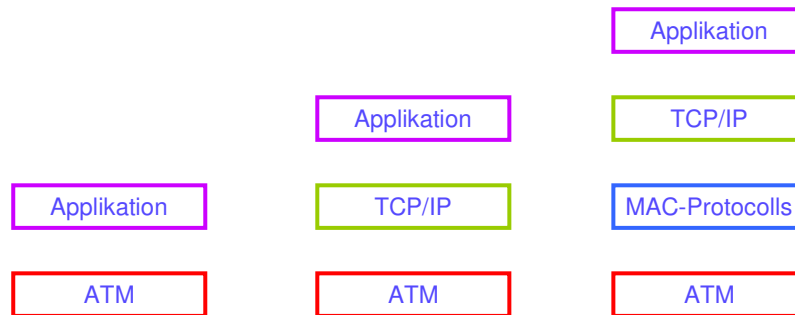 Applikation
Applikation TCP/IP
Applikation TCP/IP MAC-Protocolls
ATM ATM ATM